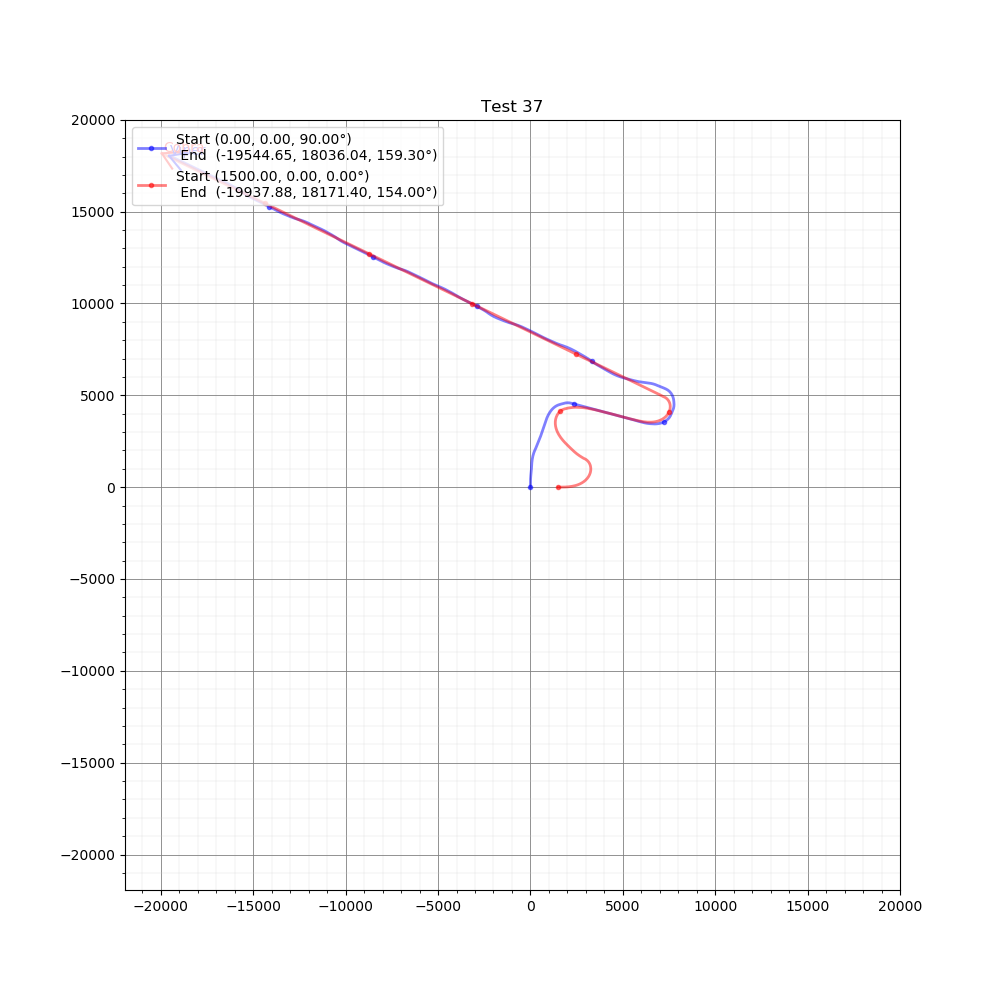 Test 37
20000
15000
10000
5000
0
−5000
−10000
−15000
−20000
Start (0.00, 0.00, 90.00°)
End (-19544.65, 18036.04, 159.30°)
Start (1500.00, 0.00, 0.00°)
End (-19937.88, 18171.40, 154.00°)
−20000 −15000 −10000 −5000 0 5000 10000 15000 20000